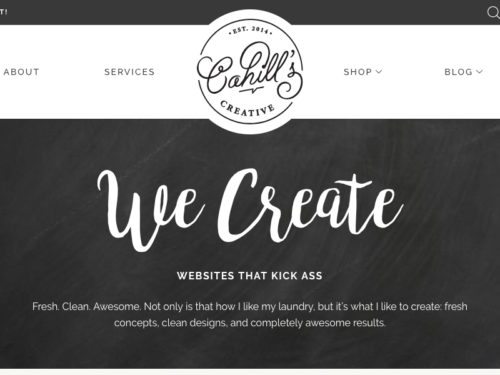 T!
ABOUT
SERVICES
• EST. 2014 •
Cahill's
CREATIVE
SHOP
BLOG
We Create
WEBSITES THAT KICK ASS
Fresh. Clean. Awesome. Not only is that how I like my laundry, but it's what I like to create: fresh
concepts, clean designs, and completely awesome results.